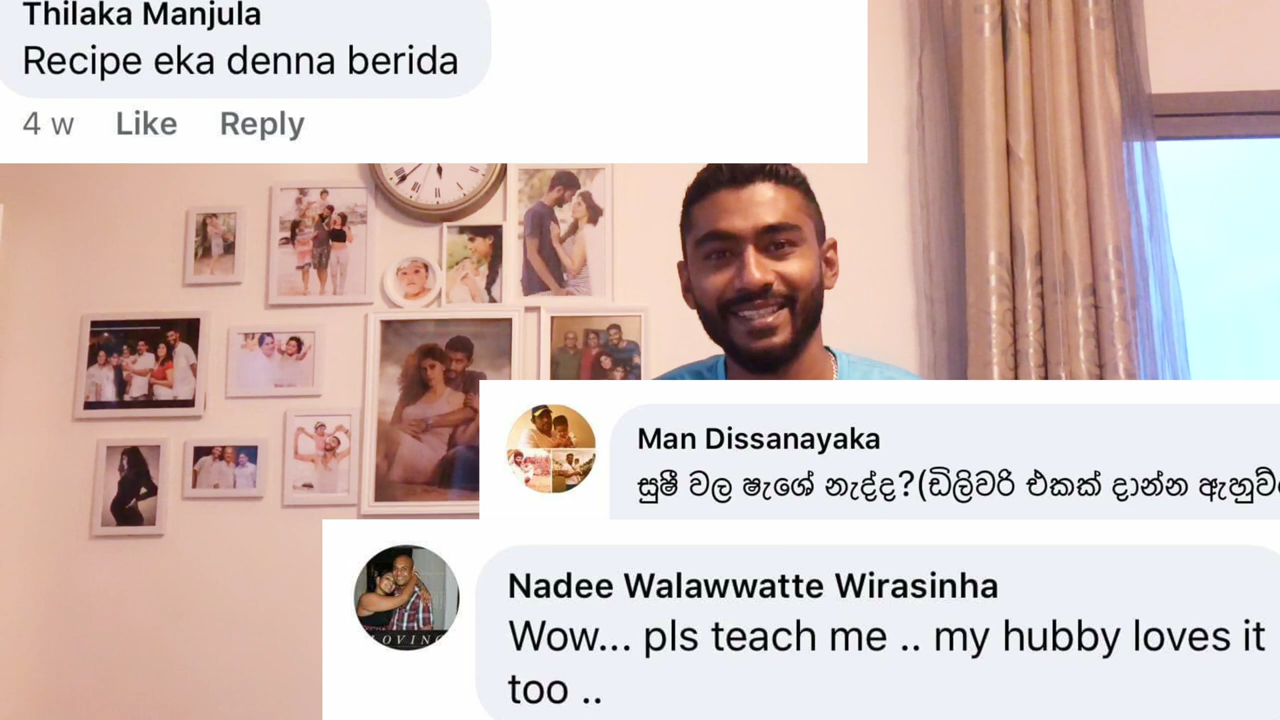 Thilaka Manjula
Recipe eka denna berida
4 w Like Reply
Man Dissanayaka
සුෂී වල ෂැශේ නැද්ද?(ඩිලිවරි එකක් දාන්න
Nadee Walawwatte Wirasinha
Wow... pls teach me .. my hubby loves it
too ..